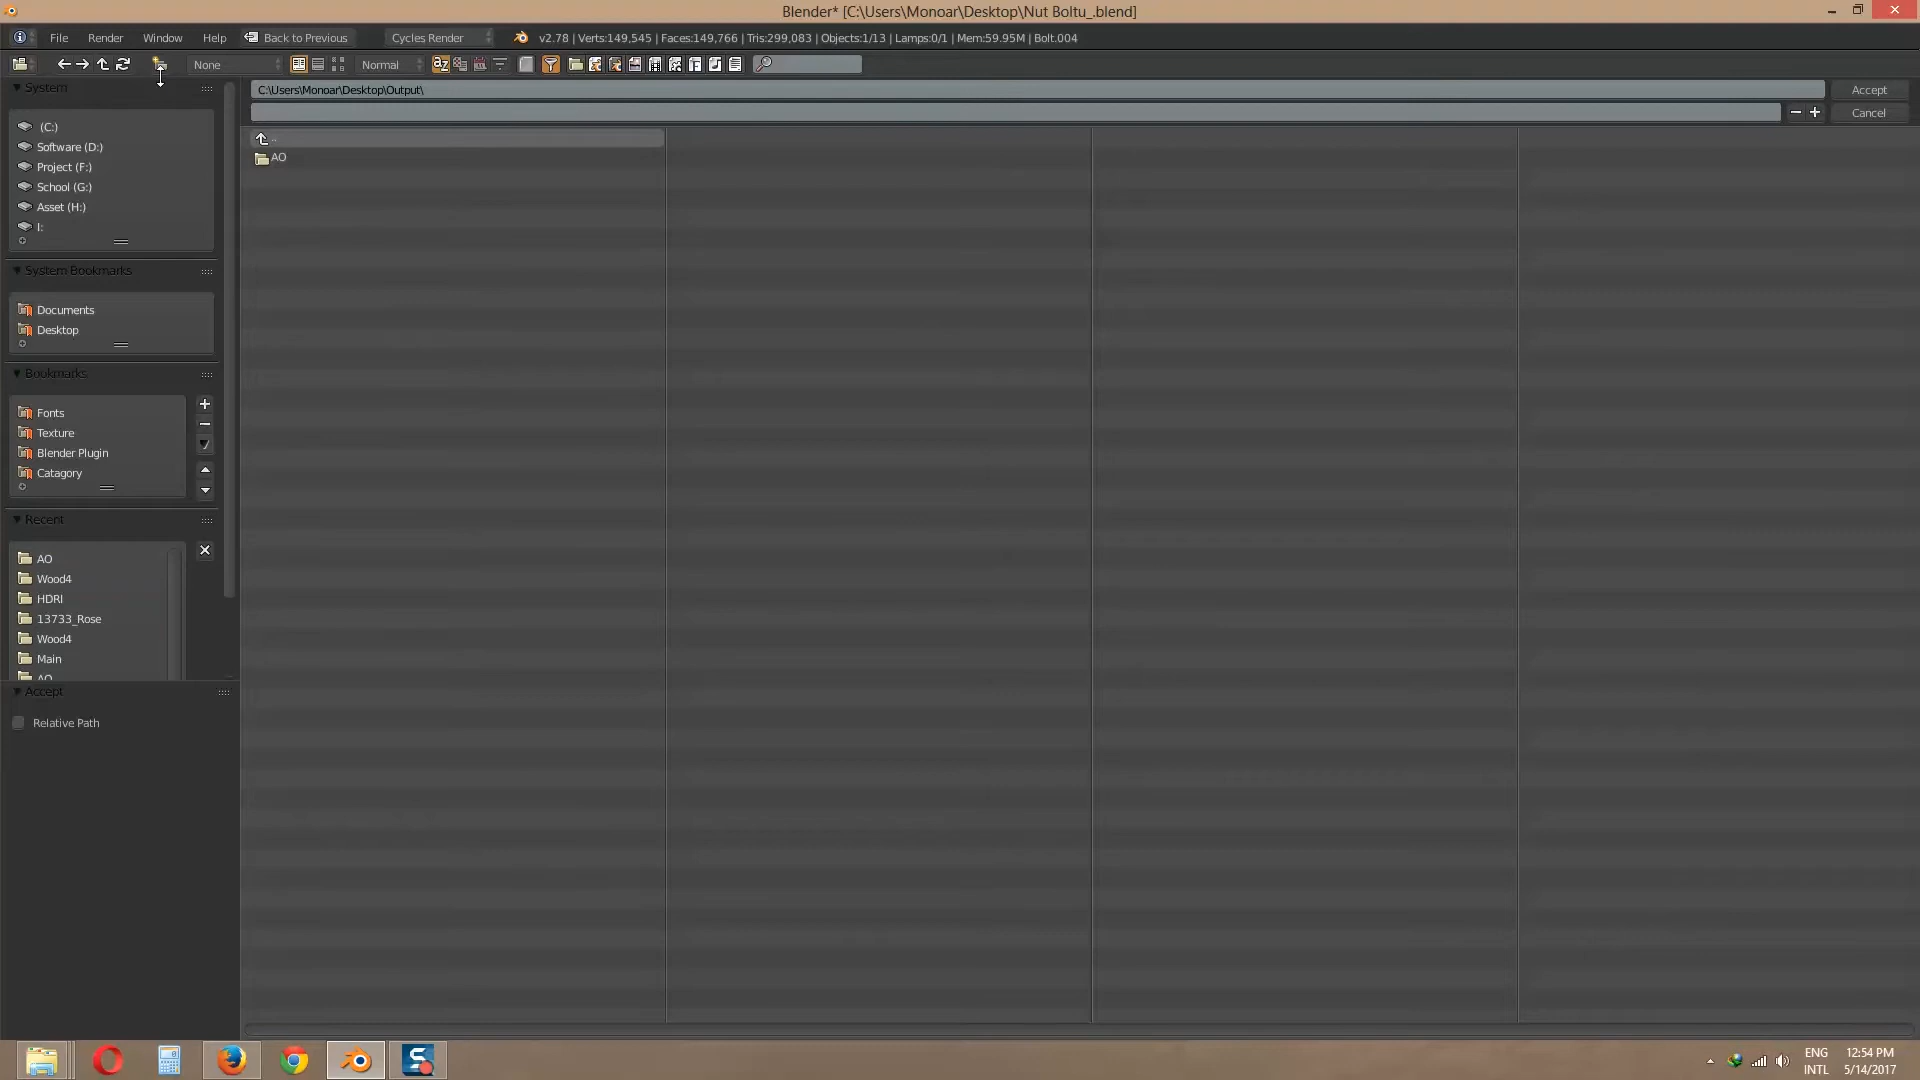 Blender* [C:\Users\Monoar\Desktop\Nut Boltu_.blend]
File Render Window Help Back to Previous Cycles Render v2.78 | Verts:149,545 | Faces:149,766 | Tris:299,083 | Objects:1/13 | Lamps:0/1 | Mem:59.95M | Bolt.004
None Normal
System
C:\Users\Monoar\Desktop\Output\ Accept
Cancel
(C:)
Software (D:)
Project (F:)
School (G:)
Asset (H:)
I:
..
AO
System Bookmarks
Documents
Desktop
Bookmarks
Fonts
Texture
Blender Plugin
Catagory
Recent
AO
Wood4
HDRI
13733_Rose
Wood4
Main
AO
Accept
Relative Path
ENG 12:54 PM
INTL 5/14/2017